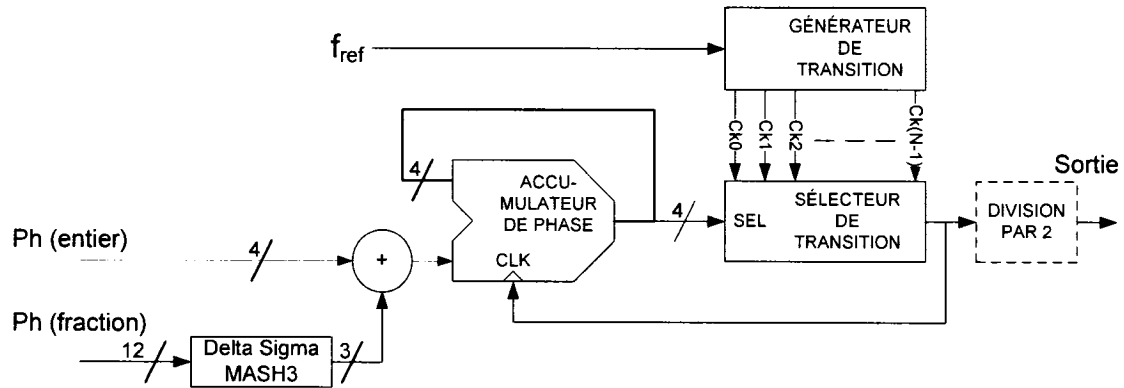 GÉNÉRATEUR
DE
TRANSITION
f_ref
Ck0
Ck1
Ck2
Ck(N-1)
Sortie
4
ACCU-
MULATEUR
DE PHASE
CLK
4
SEL
SÉLECTEUR
DE
TRANSITION
DIVISION
PAR 2
Ph (entier)
4
+
Ph (fraction)
12
Delta Sigma
MASH3
3